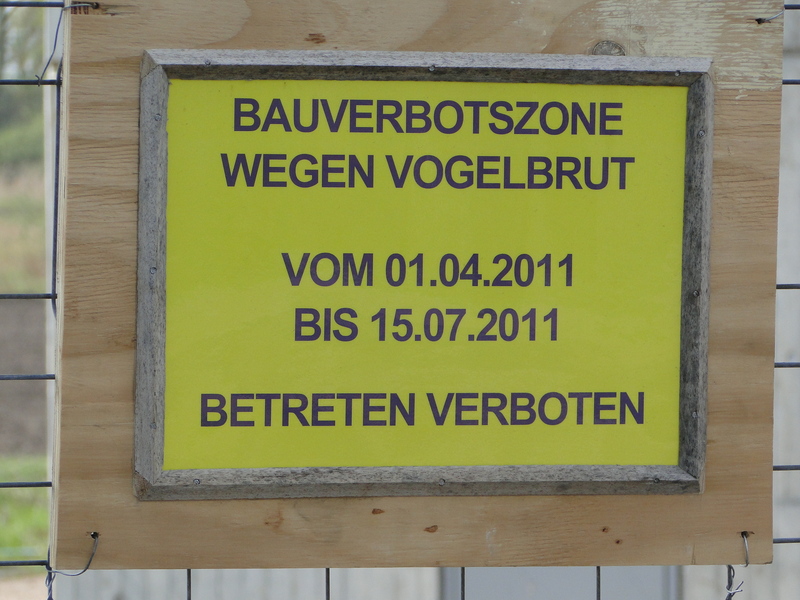 BAUVERBOTSZONE
WEGEN VOGELBRUT
VOM 01.04.2011
BIS 15.07.2011
BETRETEN VERBOTEN